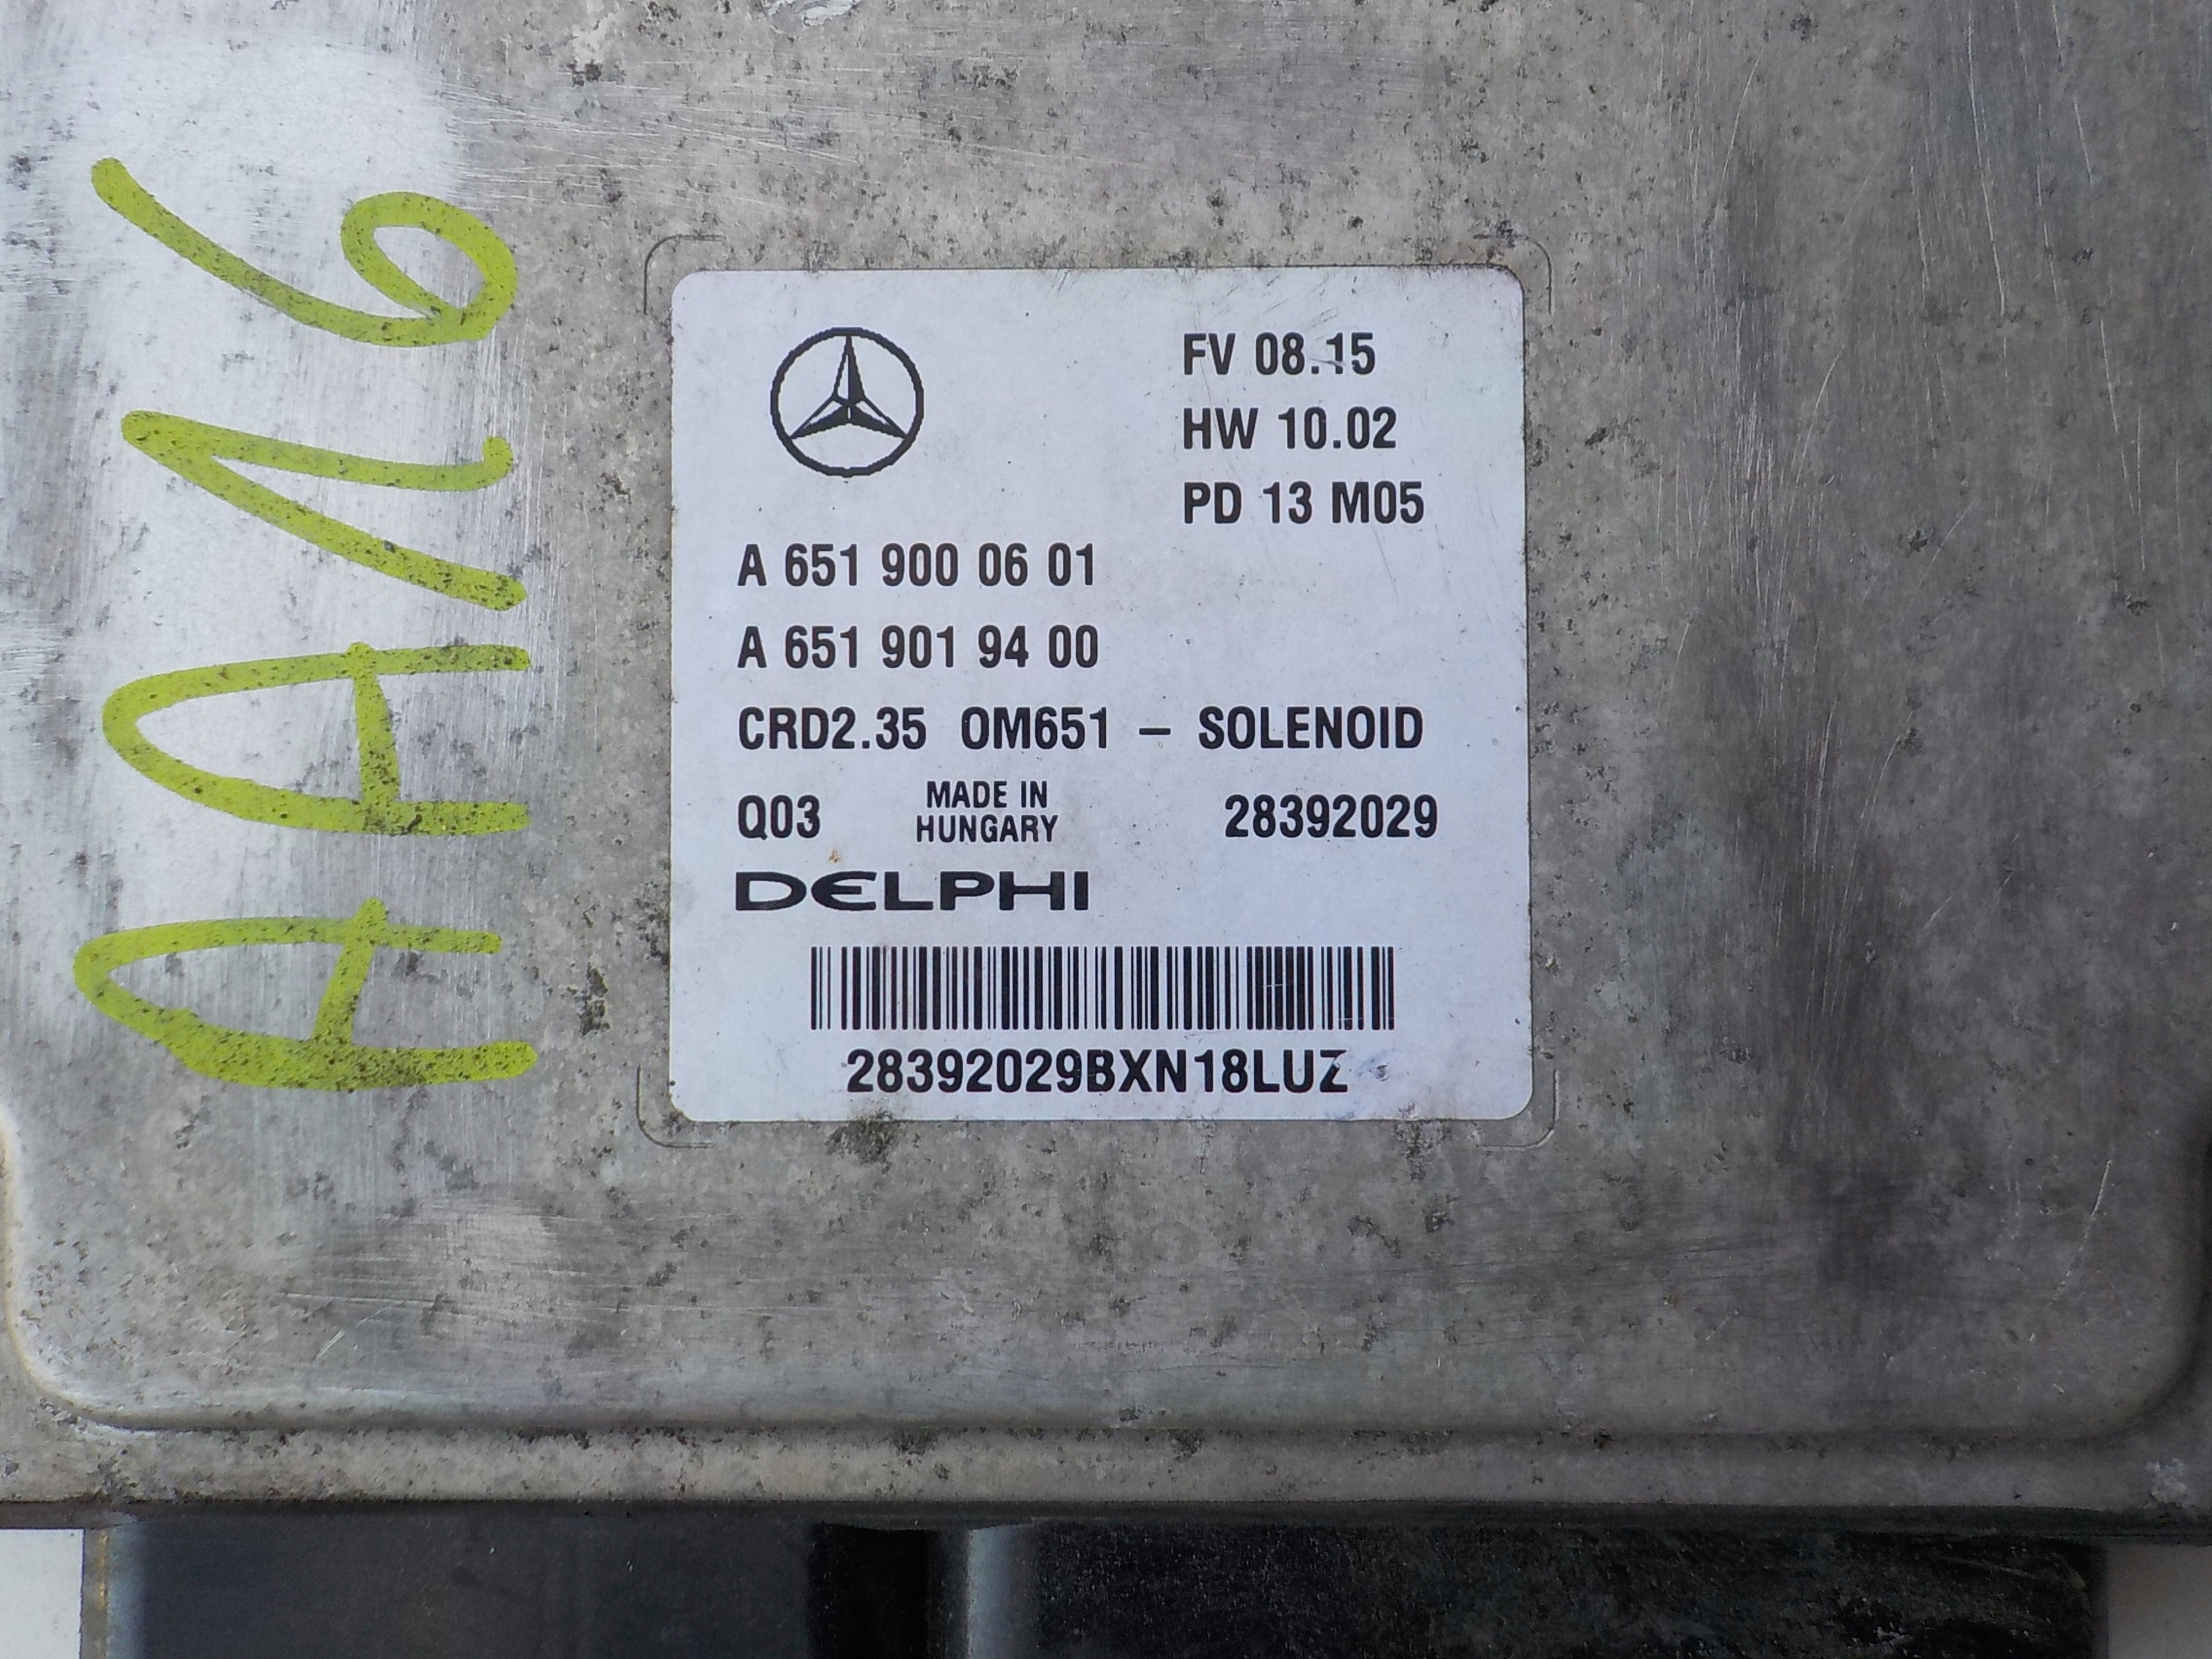 AA16
FV 08.15
HW 10.02
PD 13 M05
A 651 900 06 01
A 651 901 94 00
CRD2.35 OM651 – SOLENOID
Q03 MADE IN HUNGARY 28392029
DELPHI
28392029BXN18LUZ